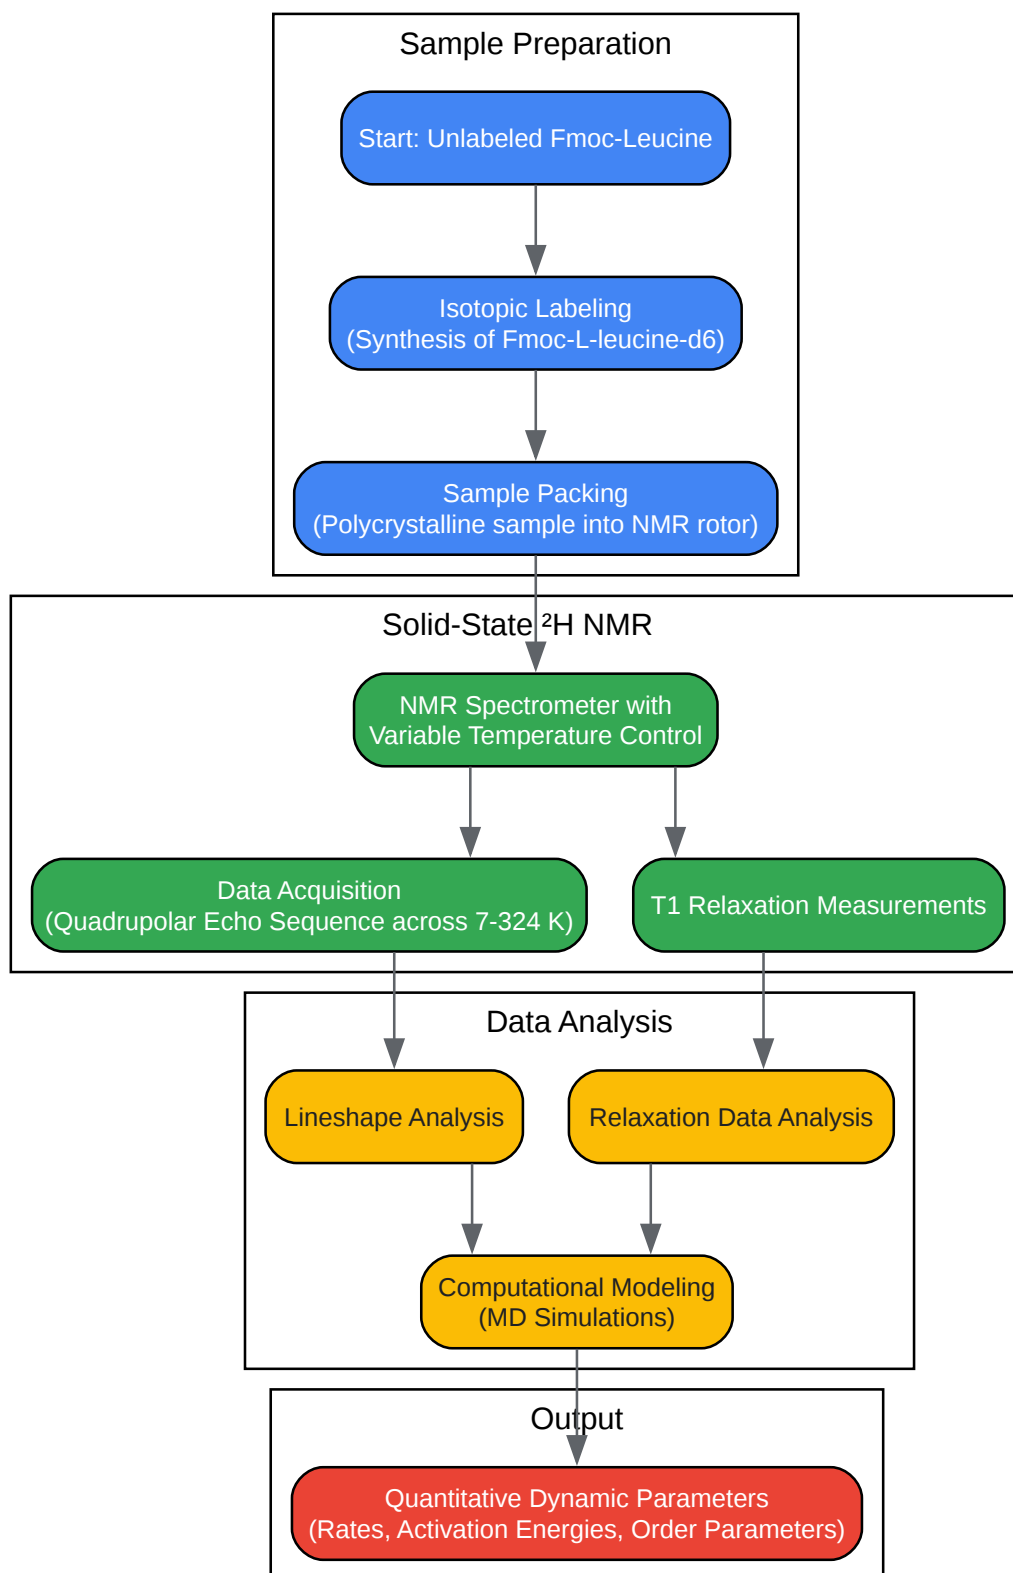 Sample Preparation
Start: Unlabeled Fmoc-Leucine
Isotopic Labeling
(Synthesis of Fmoc-L-leucine-d6)
Sample Packing
(Polycrystalline sample into NMR rotor)
Solid-State ²H NMR
NMR Spectrometer with
Variable Temperature Control
Data Acquisition
(Quadrupolar Echo Sequence across 7-324 K)
T1 Relaxation Measurements
Data Analysis
Lineshape Analysis
Relaxation Data Analysis
Computational Modeling
(MD Simulations)
Output
Quantitative Dynamic Parameters
(Rates, Activation Energies, Order Parameters)